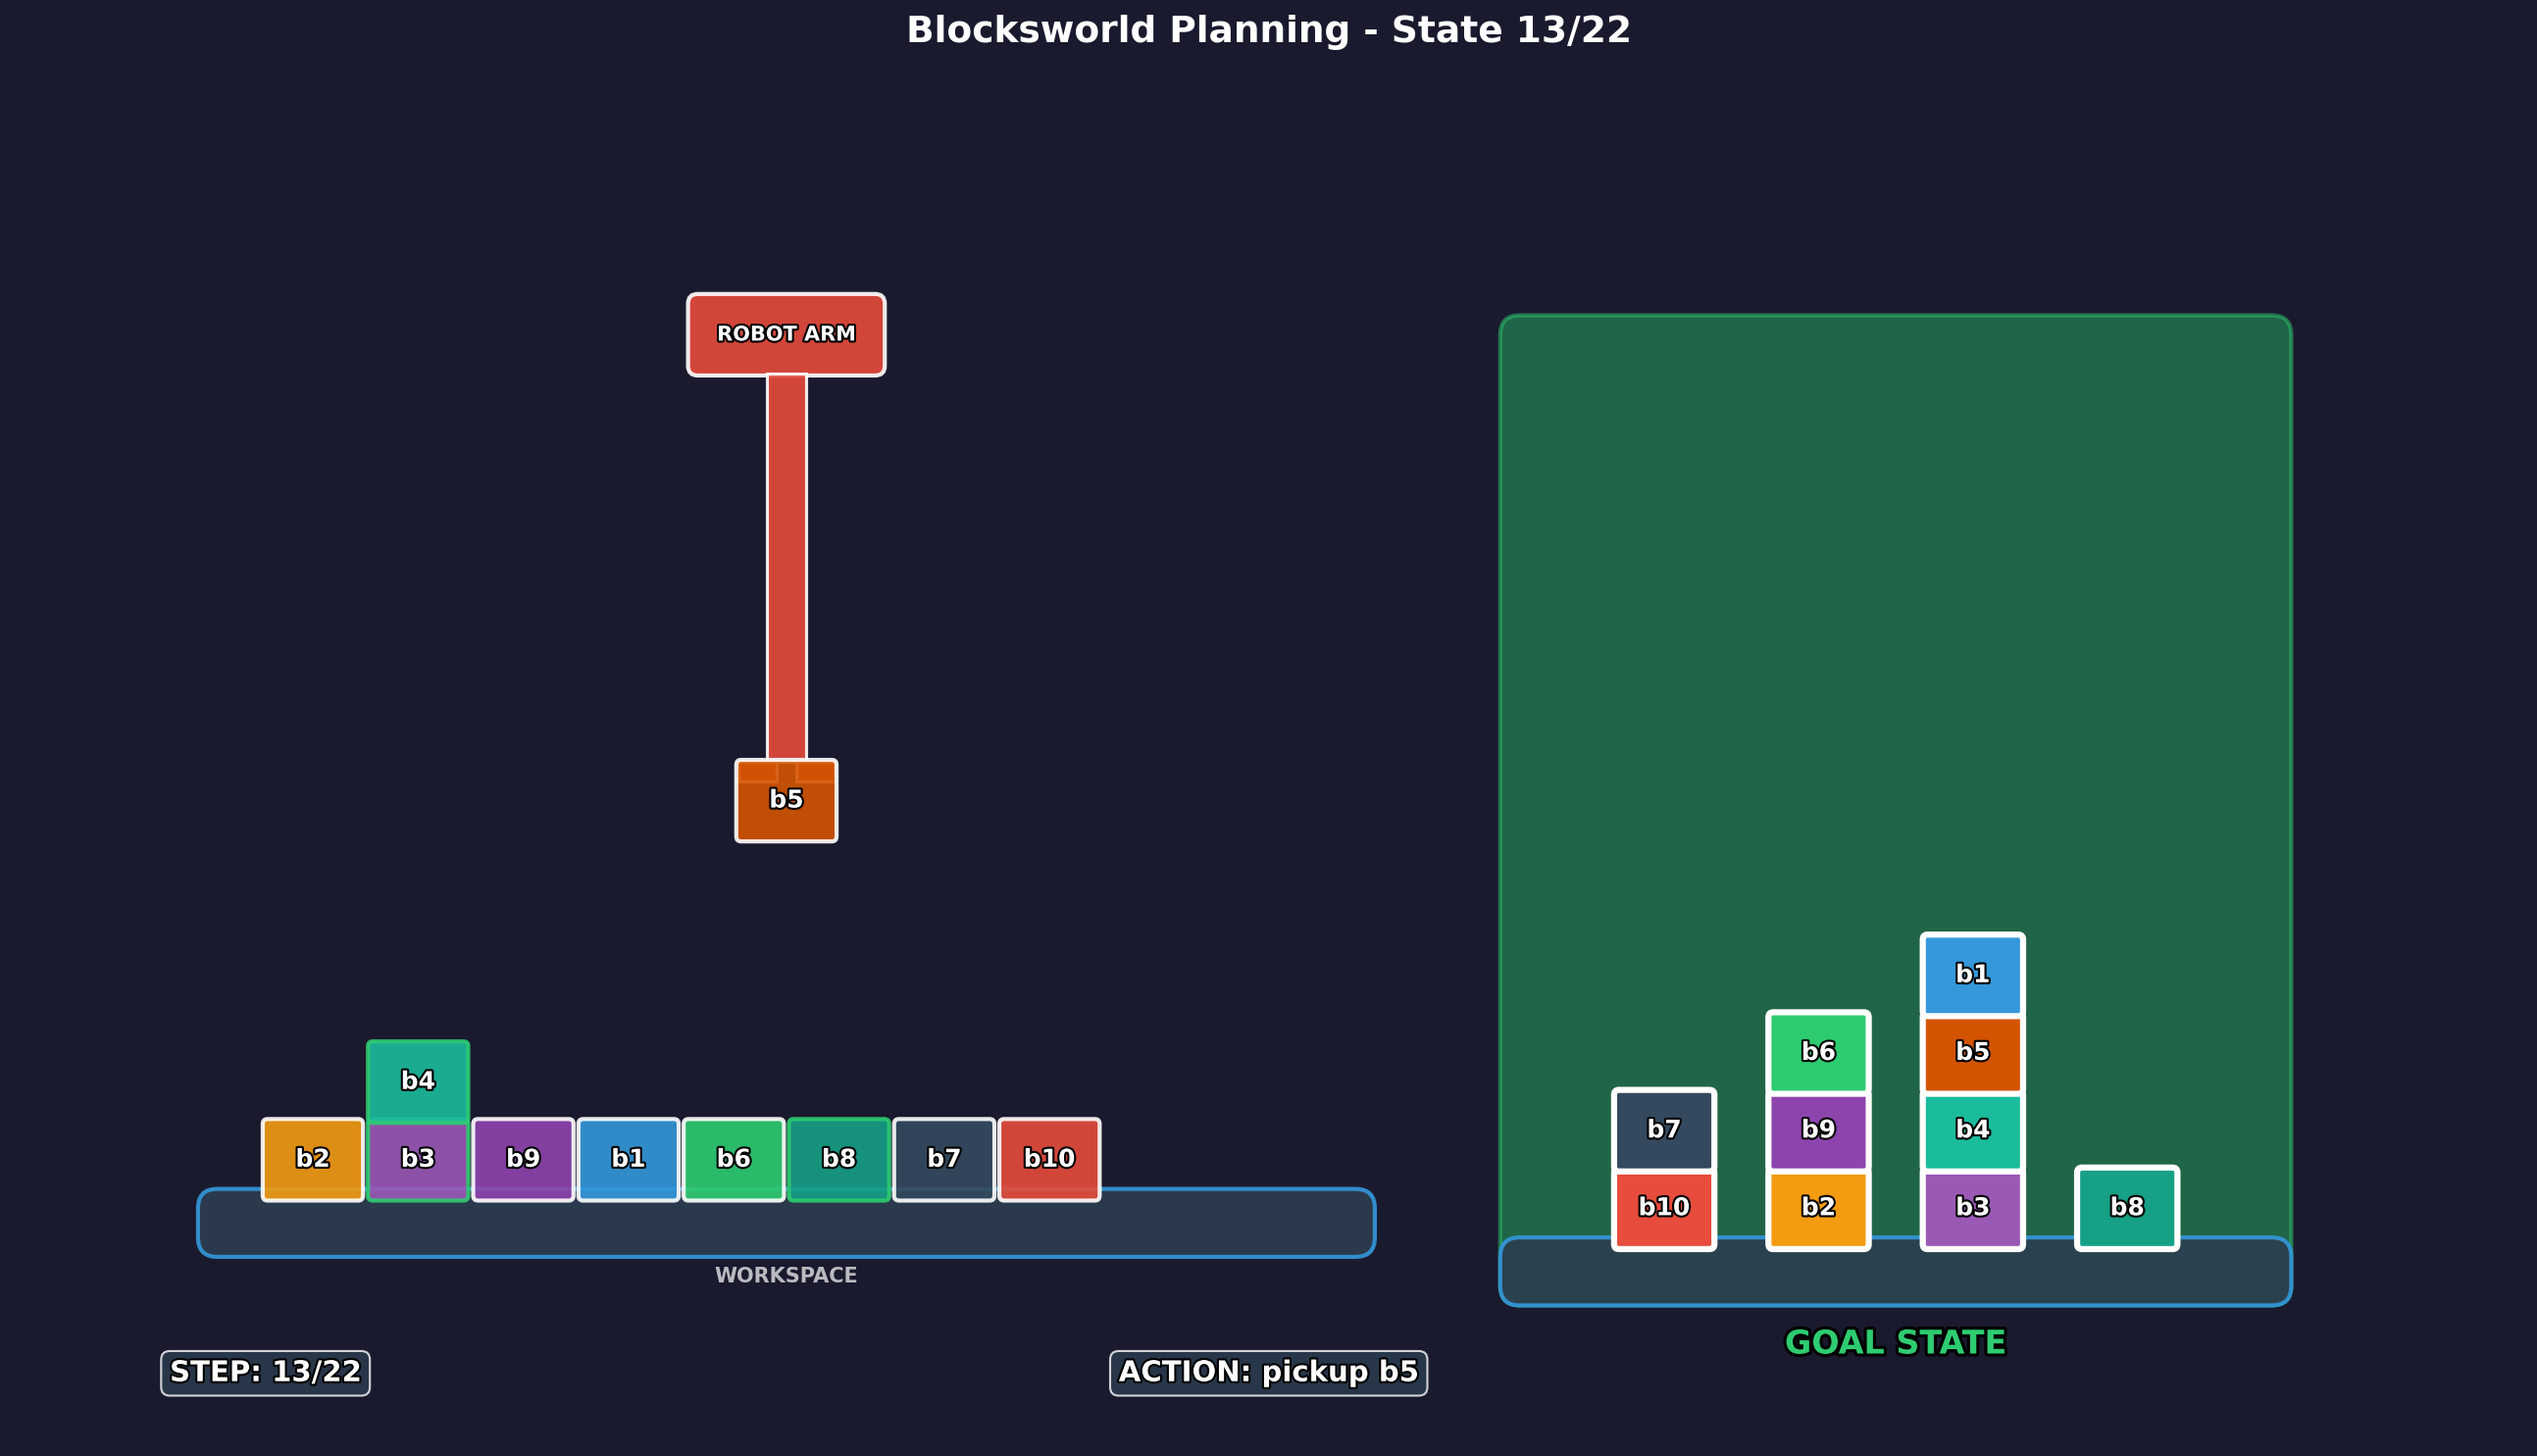 Blocksworld Planning - State 13/22
ROBOT ARM
b5
b4
b2 b3 b9 b1 b6 b8 b7 b10
WORKSPACE
b1
b6 b5
b7 b9 b4
b10 b2 b3 b8
GOAL STATE
STEP: 13/22
ACTION: pickup b5